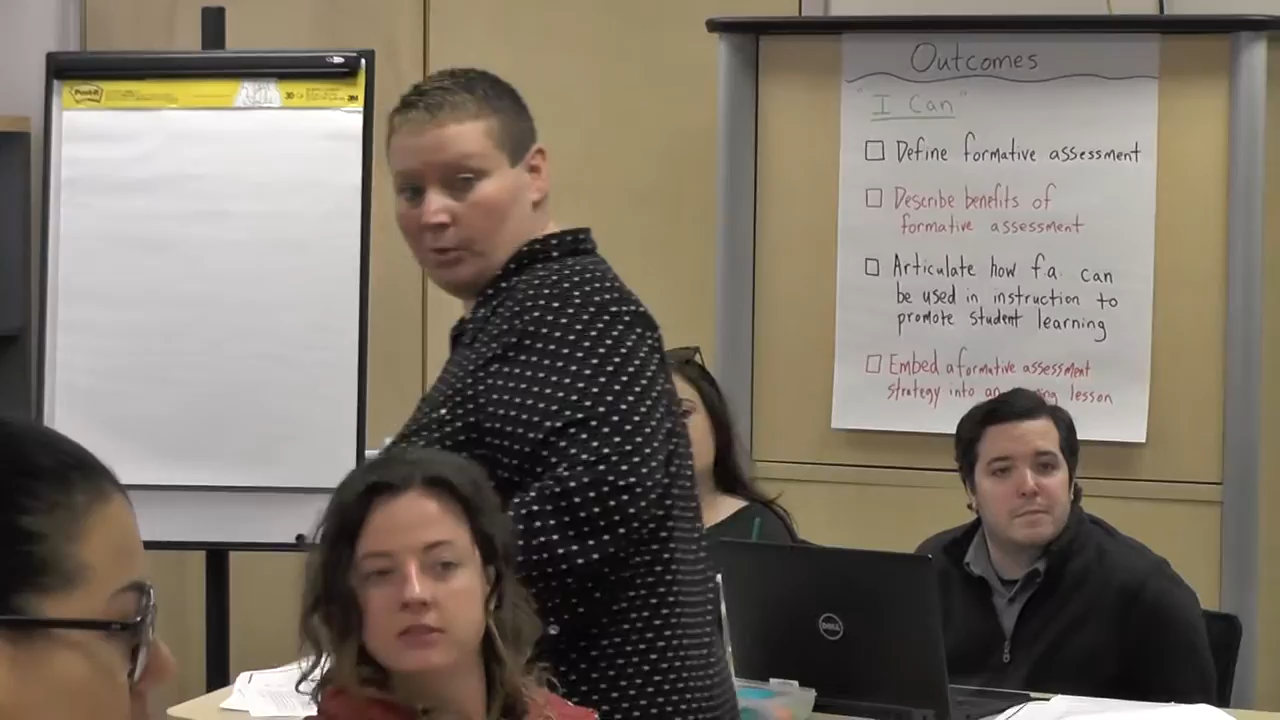 Post-it
3M
Outcomes
"I Can"
Define formative assessment
Describe benefits of
formative assessment
Articulate how f.a. can
be used in instruction to
promote student learning
Embed a formative assessment
strategy into an
lesson
DELL